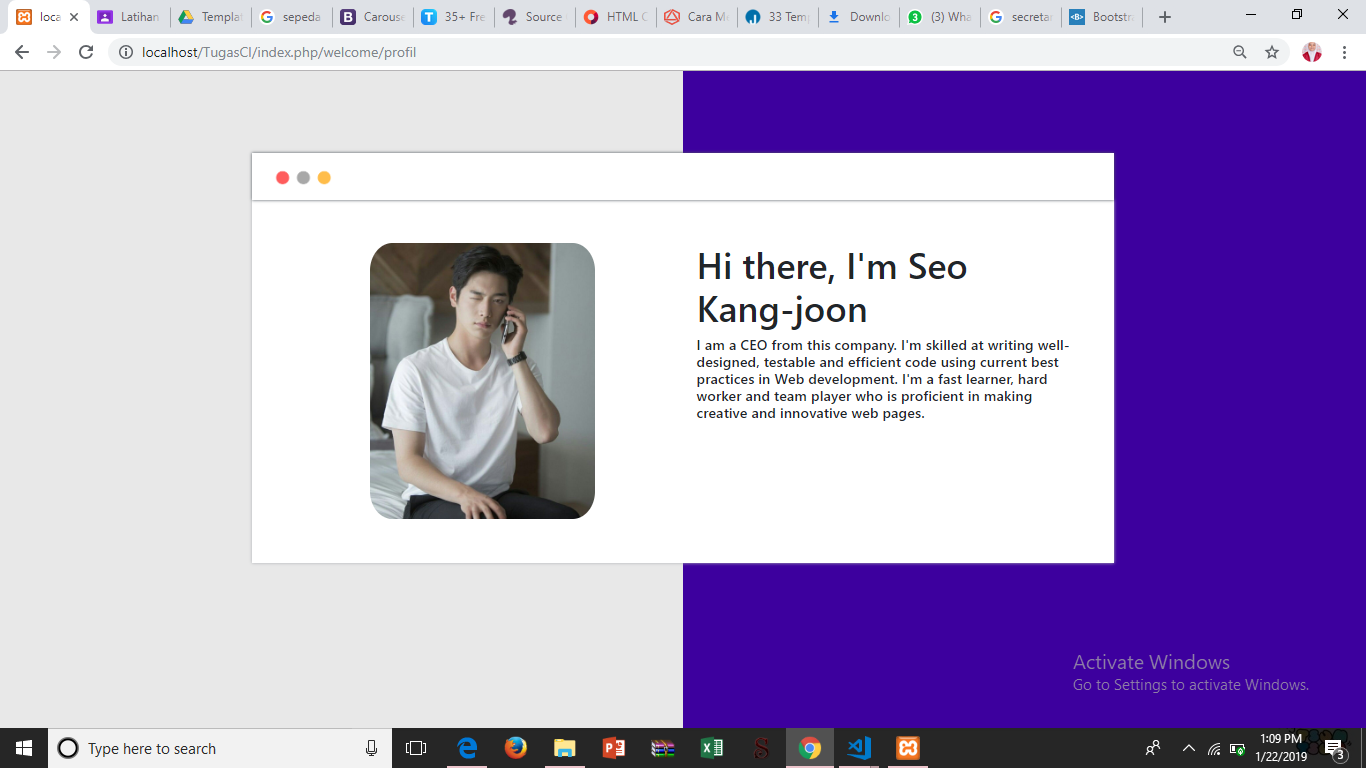 loca
Latihan
Templat
sepeda
Carouse
35+ Fre
Source
HTML C
Cara Me
33 Temp
Downlo
(3) Wha
secretar
Bootstra
localhost/TugasCI/index.php/welcome/profil
Hi there, I'm Seo
Kang-joon
I am a CEO from this company. I'm skilled at writing well-
designed, testable and efficient code using current best
practices in Web development. I'm a fast learner, hard
worker and team player who is proficient in making
creative and innovative web pages.
Activate Windows
Go to Settings to activate Windows.
Type here to search
1:09 PM
1/22/2019
3